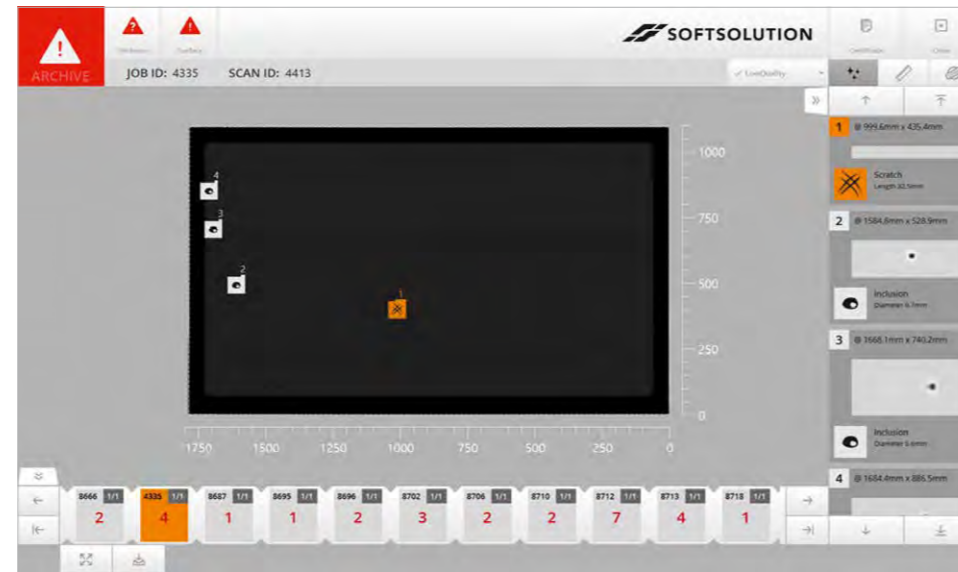 ARCHIVE
SOFTSOLUTION
JOB ID: 4335 SCAN ID: 4413
LineQuality
4
3
2
1
1000
750
500
250
0
1750 1500 1250 1000 750 500 250 0
1 @ 999.6mm x 435.4mm
Scratch
2 @ 1584.8mm x 528.9mm
Inclusion
Diameter 6.7mm
3 @ 1668.1mm x 740.2mm
Inclusion
4 @ 1684.4mm x 886.5mm
8666 1/1 4335 1/1 8687 1/1 8695 1/1 8696 1/1 8702 1/1 8706 1/1 8710 1/1 8712 1/1 8713 1/1 8718 1/1
2 4 1 1 2 3 2 2 7 4 1